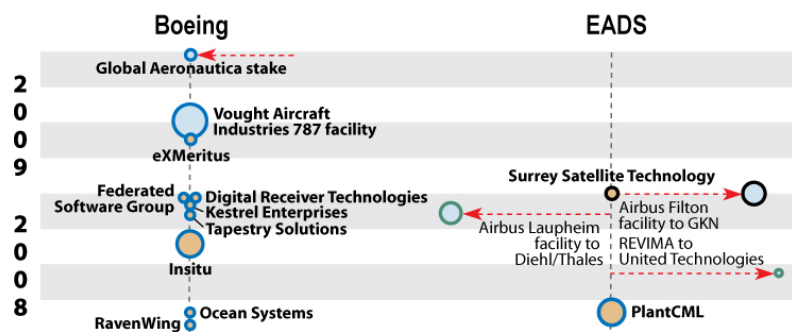 Boeing
EADS
Global Aeronautica stake
2
0
0
9
Vought Aircraft
Industries 787 facility
eXMeritus
Surrey Satellite Technology
Federated
Software Group
Digital Receiver Technologies
Kestrel Enterprises
Tapestry Solutions
Airbus Filton
facility to GKN
Airbus Laupheim
facility to
Diehl/Thales
REVIMA to
United Technologies
2
0
0
8
Insitu
Ocean Systems
RavenWing
PlantCML